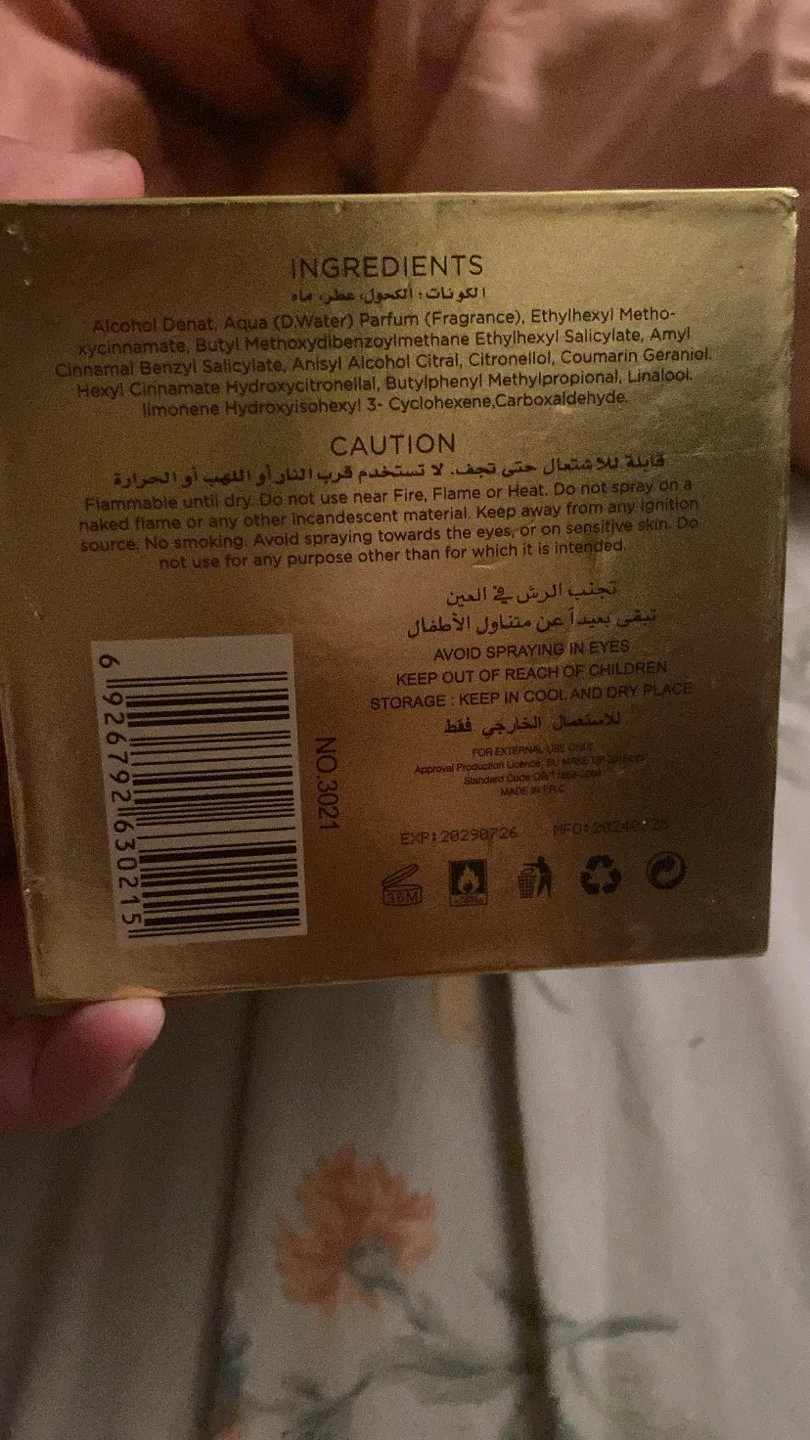 INGREDIENTS
الكونات: ألكحول، عطر، ماء
Alcohol Denat, Aqua (D.Water) Parfum (Fragrance), Ethylhexyl Metho-
xycinnamate, Butyl Methoxydibenzoylmethane Ethylhexyl Salicylate, Amyl
Cinnamal Benzyl Salicylate, Anisyl Alcohol Citral, Citronellol, Coumarin Geraniol.
Hexyl Cinnamate Hydroxycitronellal, Butylphenyl Methylpropional, Linalool.
limonene Hydroxyisohexyl 3- Cyclohexene,Carboxaldehyde.
CAUTION
قابلة للاشتعال حتى تجف. لا تستخدم قرب النار أو اللهب أو الحرارة
Flammable until dry. Do not use near Fire, Flame or Heat. Do not spray on a
naked flame or any other incandescent material. Keep away from any ignition
source. No smoking. Avoid spraying towards the eyes, or on sensitive skin. Do
not use for any purpose other than for which it is intended.
تجنب الرش في العين
تبقى بعيداً عن متناول الأطفال
AVOID SPRAYING IN EYES
KEEP OUT OF REACH OF CHILDREN
STORAGE : KEEP IN COOL AND DRY PLACE
للاستعمال الخارجي فقط
FOR EXTERNAL USE ONLY
Approval Production Licence, SU MAKE UP
Standard Code QB/T
MADE IN P.R.C
EXP:20290726 MFD:
36M
NO.3021
6 926792 630215